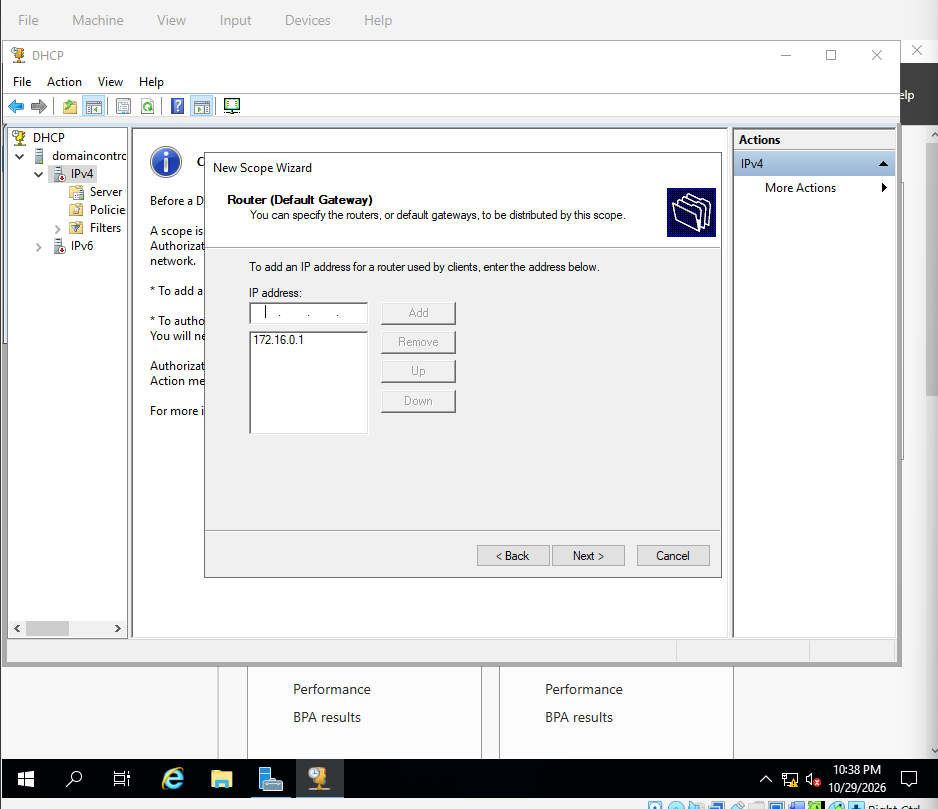 File Machine View Input Devices Help
DHCP
File Action View Help
elp
DHCP
domaincontro
IPv4
Server
Policie
Filters
IPv6
Before a D
A scope is
Authorizat
network.
* To add a
* To autho
You will ne
Authorizat
Action me
For more i
New Scope Wizard
Router (Default Gateway)
You can specify the routers, or default gateways, to be distributed by this scope.
To add an IP address for a router used by clients, enter the address below.
IP address:
. . .
Add
172.16.0.1
Remove
Up
Down
< Back Next > Cancel
Actions
IPv4
More Actions
Performance Performance
BPA results BPA results
10:38 PM
10/29/2026
Right Ctrl